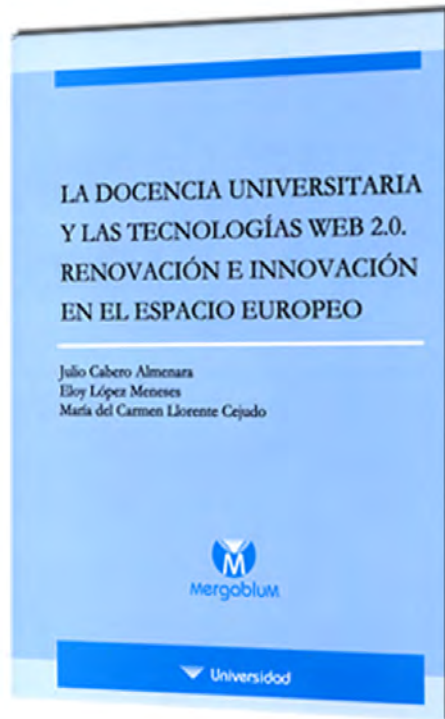 LA DOCENCIA UNIVERSITARIA
Y LAS TECNOLOGÍAS WEB 2.0.
RENOVACIÓN E INNOVACIÓN
EN EL ESPACIO EUROPEO
Julio Cabero Almenara
Eloy López Meneses
María del Carmen Llorente Cejudo
M
MergabluM
Universidad